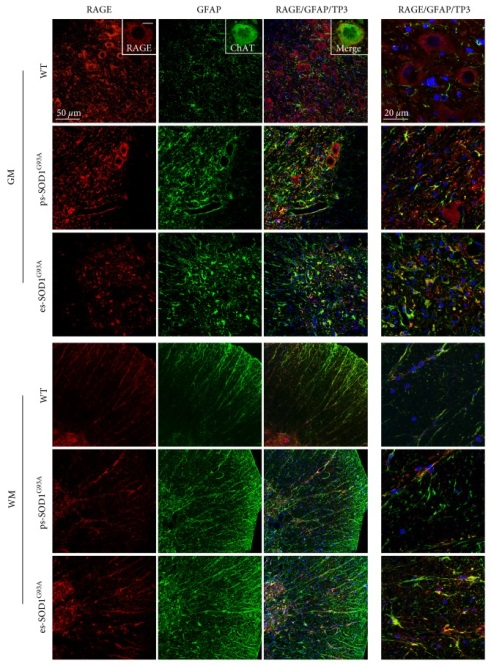 RAGE GFAP RAGE/GFAP/TP3 RAGE/GFAP/TP3
RAGE ChAT Merge
50 µm 20 µm
GM
WT
ps-SOD1G93A
es-SOD1G93A
WM
WT
ps-SOD1G93A
es-SOD1G93A